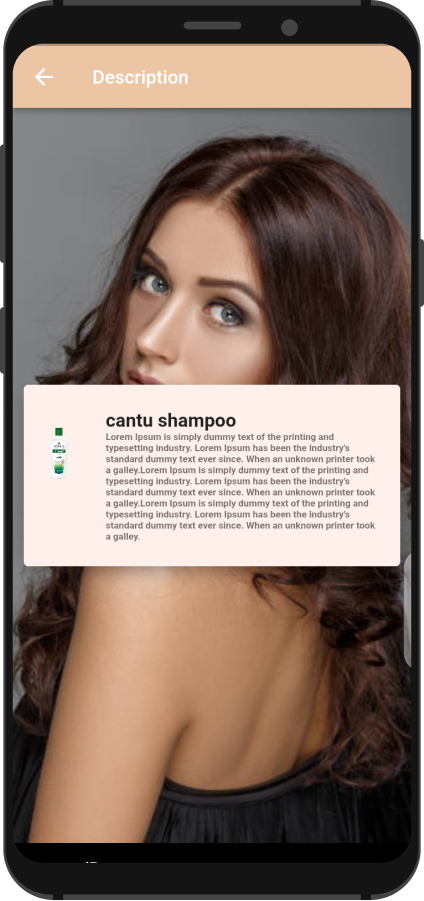 Description
cantu shampoo
Lorem Ipsum is simply dummy text of the printing and
typesetting industry. Lorem Ipsum has been the industry's
standard dummy text ever since. When an unknown printer took
a galley.Lorem Ipsum is simply dummy text of the printing and
typesetting industry. Lorem Ipsum has been the industry's
standard dummy text ever since. When an unknown printer took
a galley.Lorem Ipsum is simply dummy text of the printing and
typesetting industry. Lorem Ipsum has been the industry's
standard dummy text ever since. When an unknown printer took
a galley.